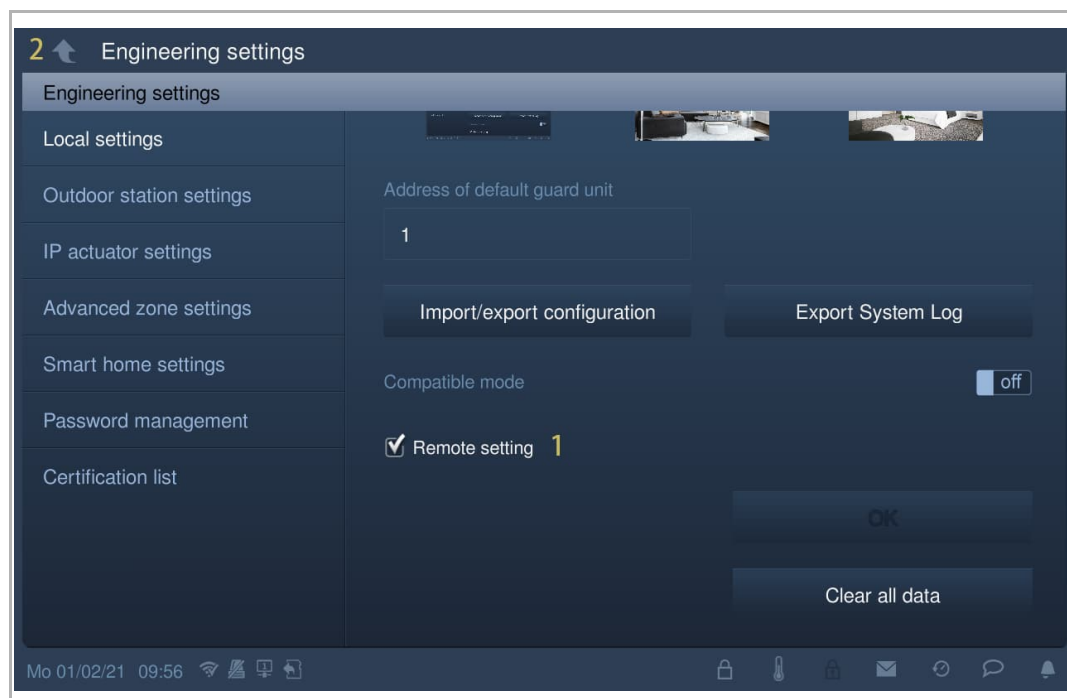 2 Engineering settings
Engineering settings
Local settings
Outdoor station settings
IP actuator settings
Advanced zone settings
Smart home settings
Password management
Certification list
Address of default guard unit
1
Import/export configuration
Export System Log
Compatible mode
off
Remote setting 1
OK
Clear all data
Mo 01/02/21 09:56